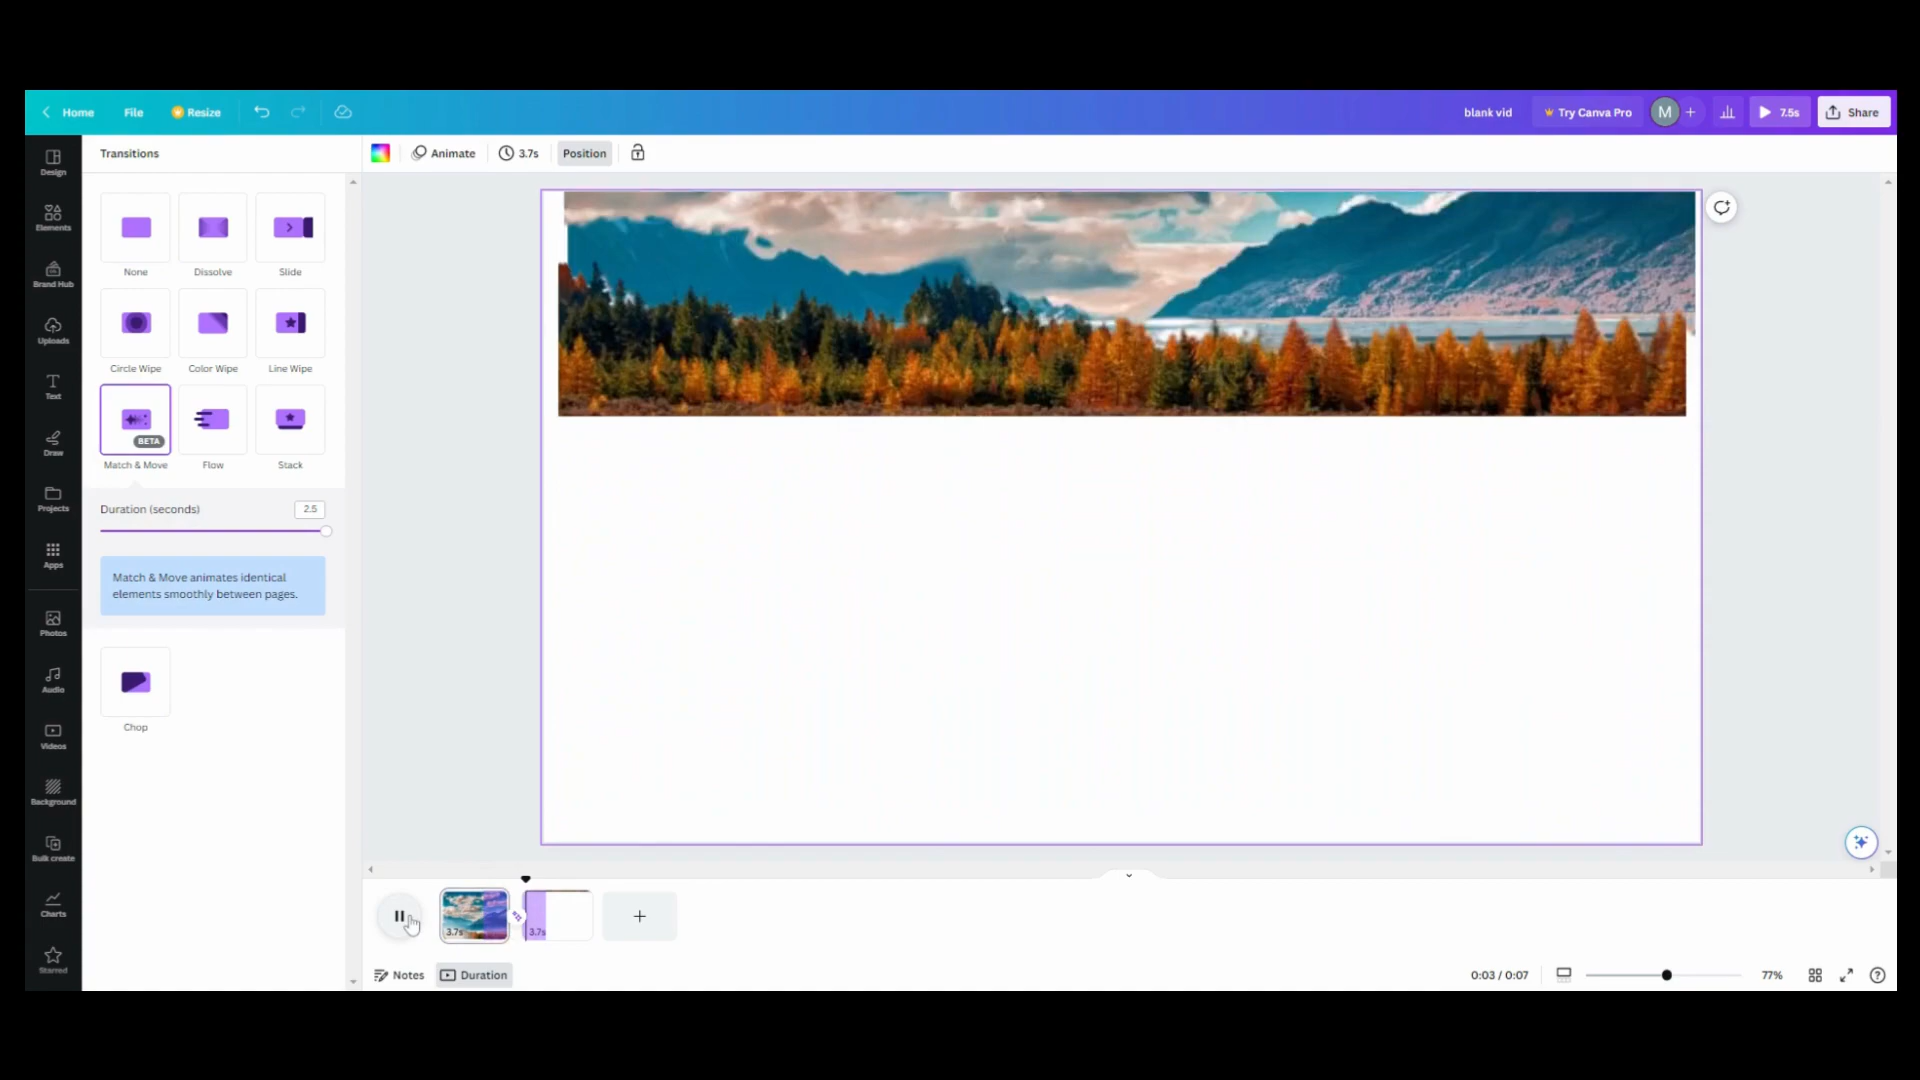 Home File Resize blank vid Try Canva Pro M + 7.5s Share
Transitions
Animate 3.7s Position
Design
Elements
Brand Hub
Uploads
Text
Draw
Projects
Apps
Photos
Audio
Videos
Background
Bulk create
Charts
Starred
None Dissolve Slide
Circle Wipe Color Wipe Line Wipe
BETA
Match & Move Flow Stack
Duration (seconds) 2.5
Match & Move animates identical
elements smoothly between pages.
Chop
3.7s 3.7s +
Notes Duration 0:03 / 0:07 77% ?